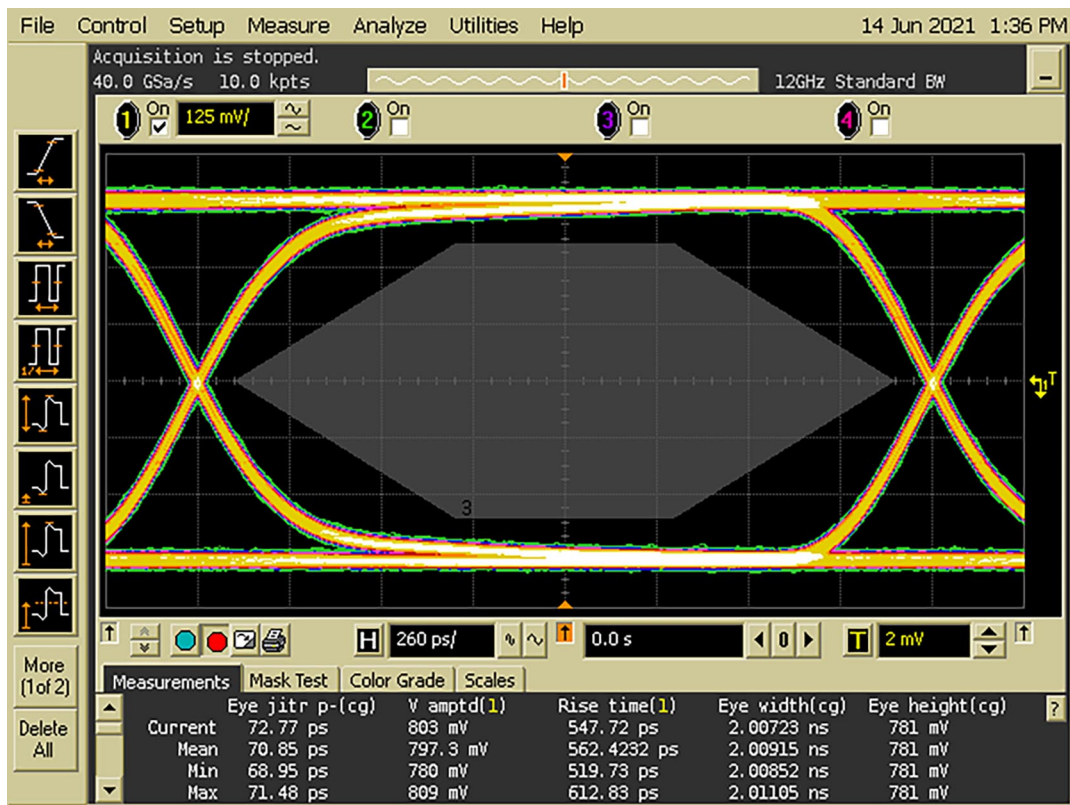 File Control Setup Measure Analyze Utilities Help 14 Jun 2021 1:36 PM
Acquisition is stopped.
40.0 GSa/s 10.0 kpts 12GHz Standard BW
1 On 125 mV/ 2 On 3 On 4 On
T
3
H 260 ps/ 0.0 s 0 T 2 mV
More
(1of 2)
Delete
All
Measurements Mask Test Color Grade Scales
Eye jitr p-(cg) V amptd(1) Rise time(1) Eye width(cg) Eye height(cg) ?
Current 72.77 ps 803 mV 547.72 ps 2.00723 ns 781 mV
Mean 70.85 ps 797.3 mV 562.4232 ps 2.00915 ns 781 mV
Min 68.95 ps 780 mV 519.73 ps 2.00852 ns 781 mV
Max 71.48 ps 809 mV 612.83 ps 2.01105 ns 781 mV